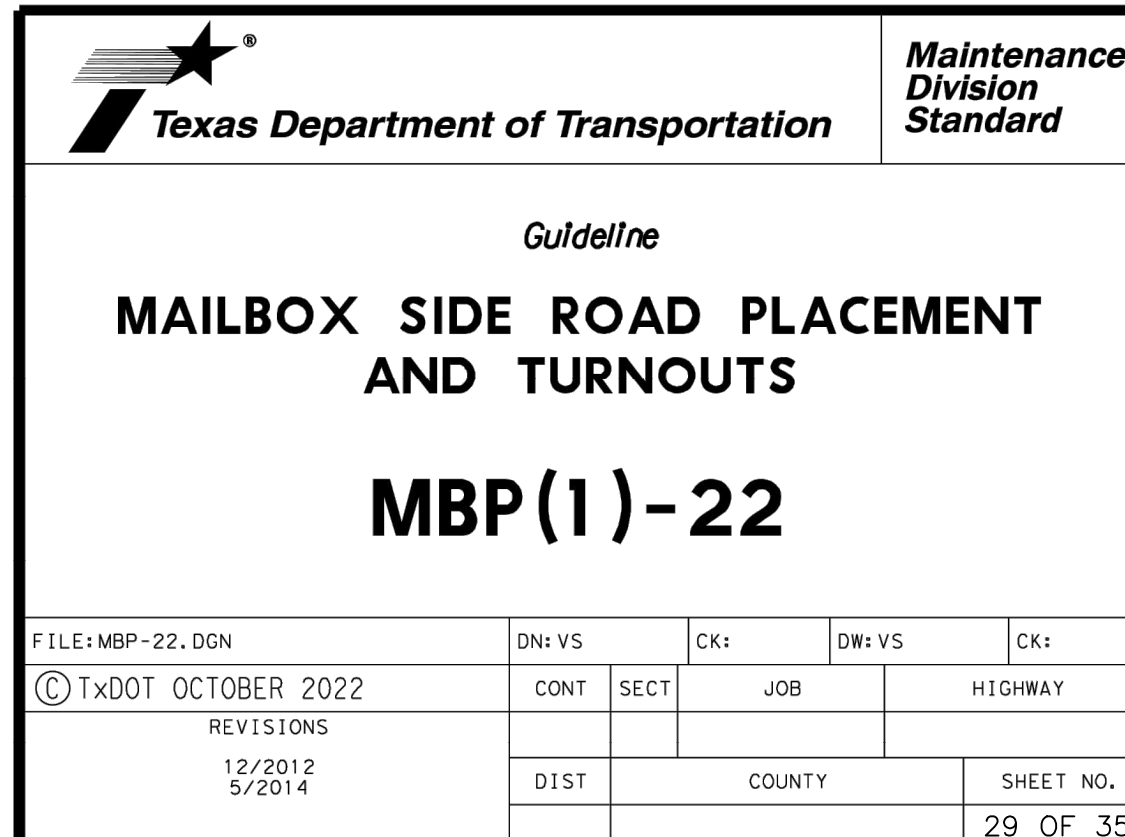 ®
Texas Department of Transportation
Maintenance
Division
Standard
Guideline
MAILBOX SIDE ROAD PLACEMENT
AND TURNOUTS
MBP(1)-22
FILE:MBP-22.DGN DN:VS CK: DW:VS CK:
©TxDOT OCTOBER 2022 CONT SECT JOB HIGHWAY
REVISIONS
12/2012
5/2014
DIST COUNTY SHEET NO.
29 OF 35